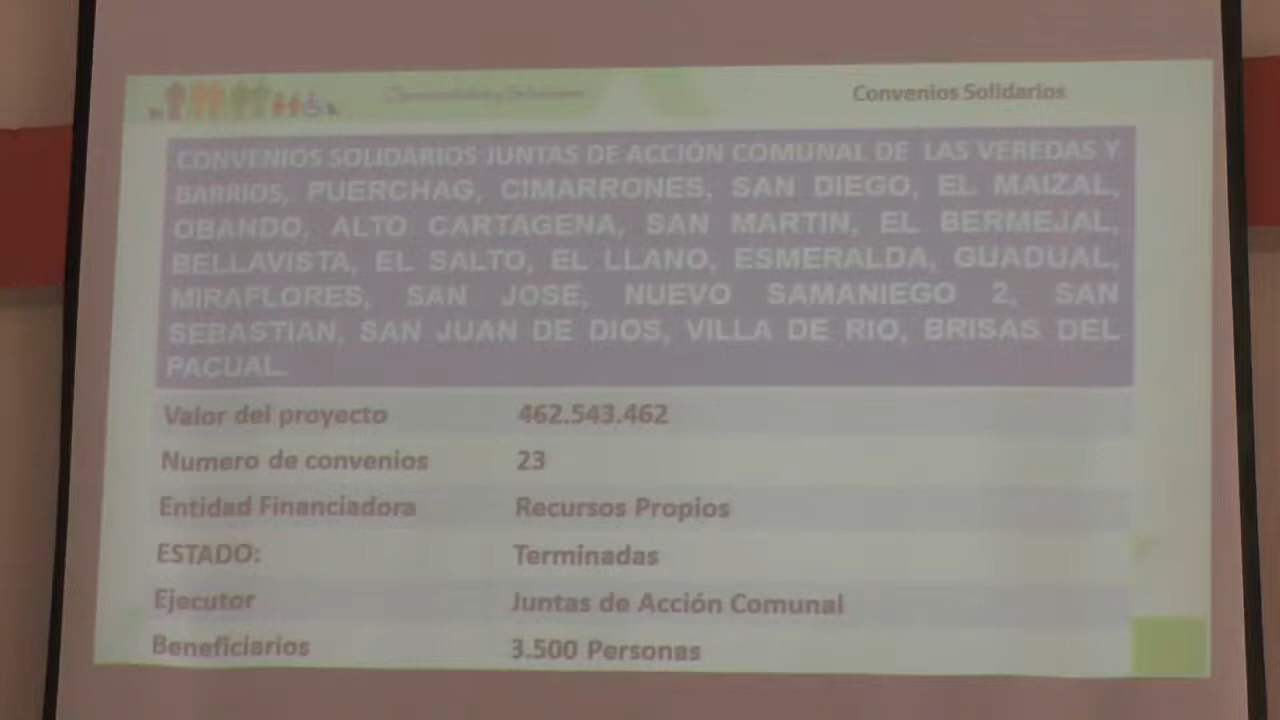 Convenios Solidarios
CONVENIOS SOLIDARIOS JUNTAS DE ACCIÓN COMUNAL DE LAS VEREDAS Y
BARRIOS, PUERCHAG, CIMARRONES, SAN DIEGO, EL MAIZAL,
OBANDO, ALTO CARTAGENA, SAN MARTIN, EL BERMEJAL,
BELLAVISTA, EL SALTO, EL LLANO, ESMERALDA, GUADUAL,
MIRAFLORES, SAN JOSE, NUEVO SAMANIEGO 2, SAN
SEBASTIAN, SAN JUAN DE DIOS, VILLA DE RIO, BRISAS DEL
PACUAL.
Valor del proyecto 462.543.462
Numero de convenios 23
Entidad Financiadora Recursos Propios
ESTADO: Terminadas
Ejecutor Juntas de Acción Comunal
Beneficiarios 3.500 Personas